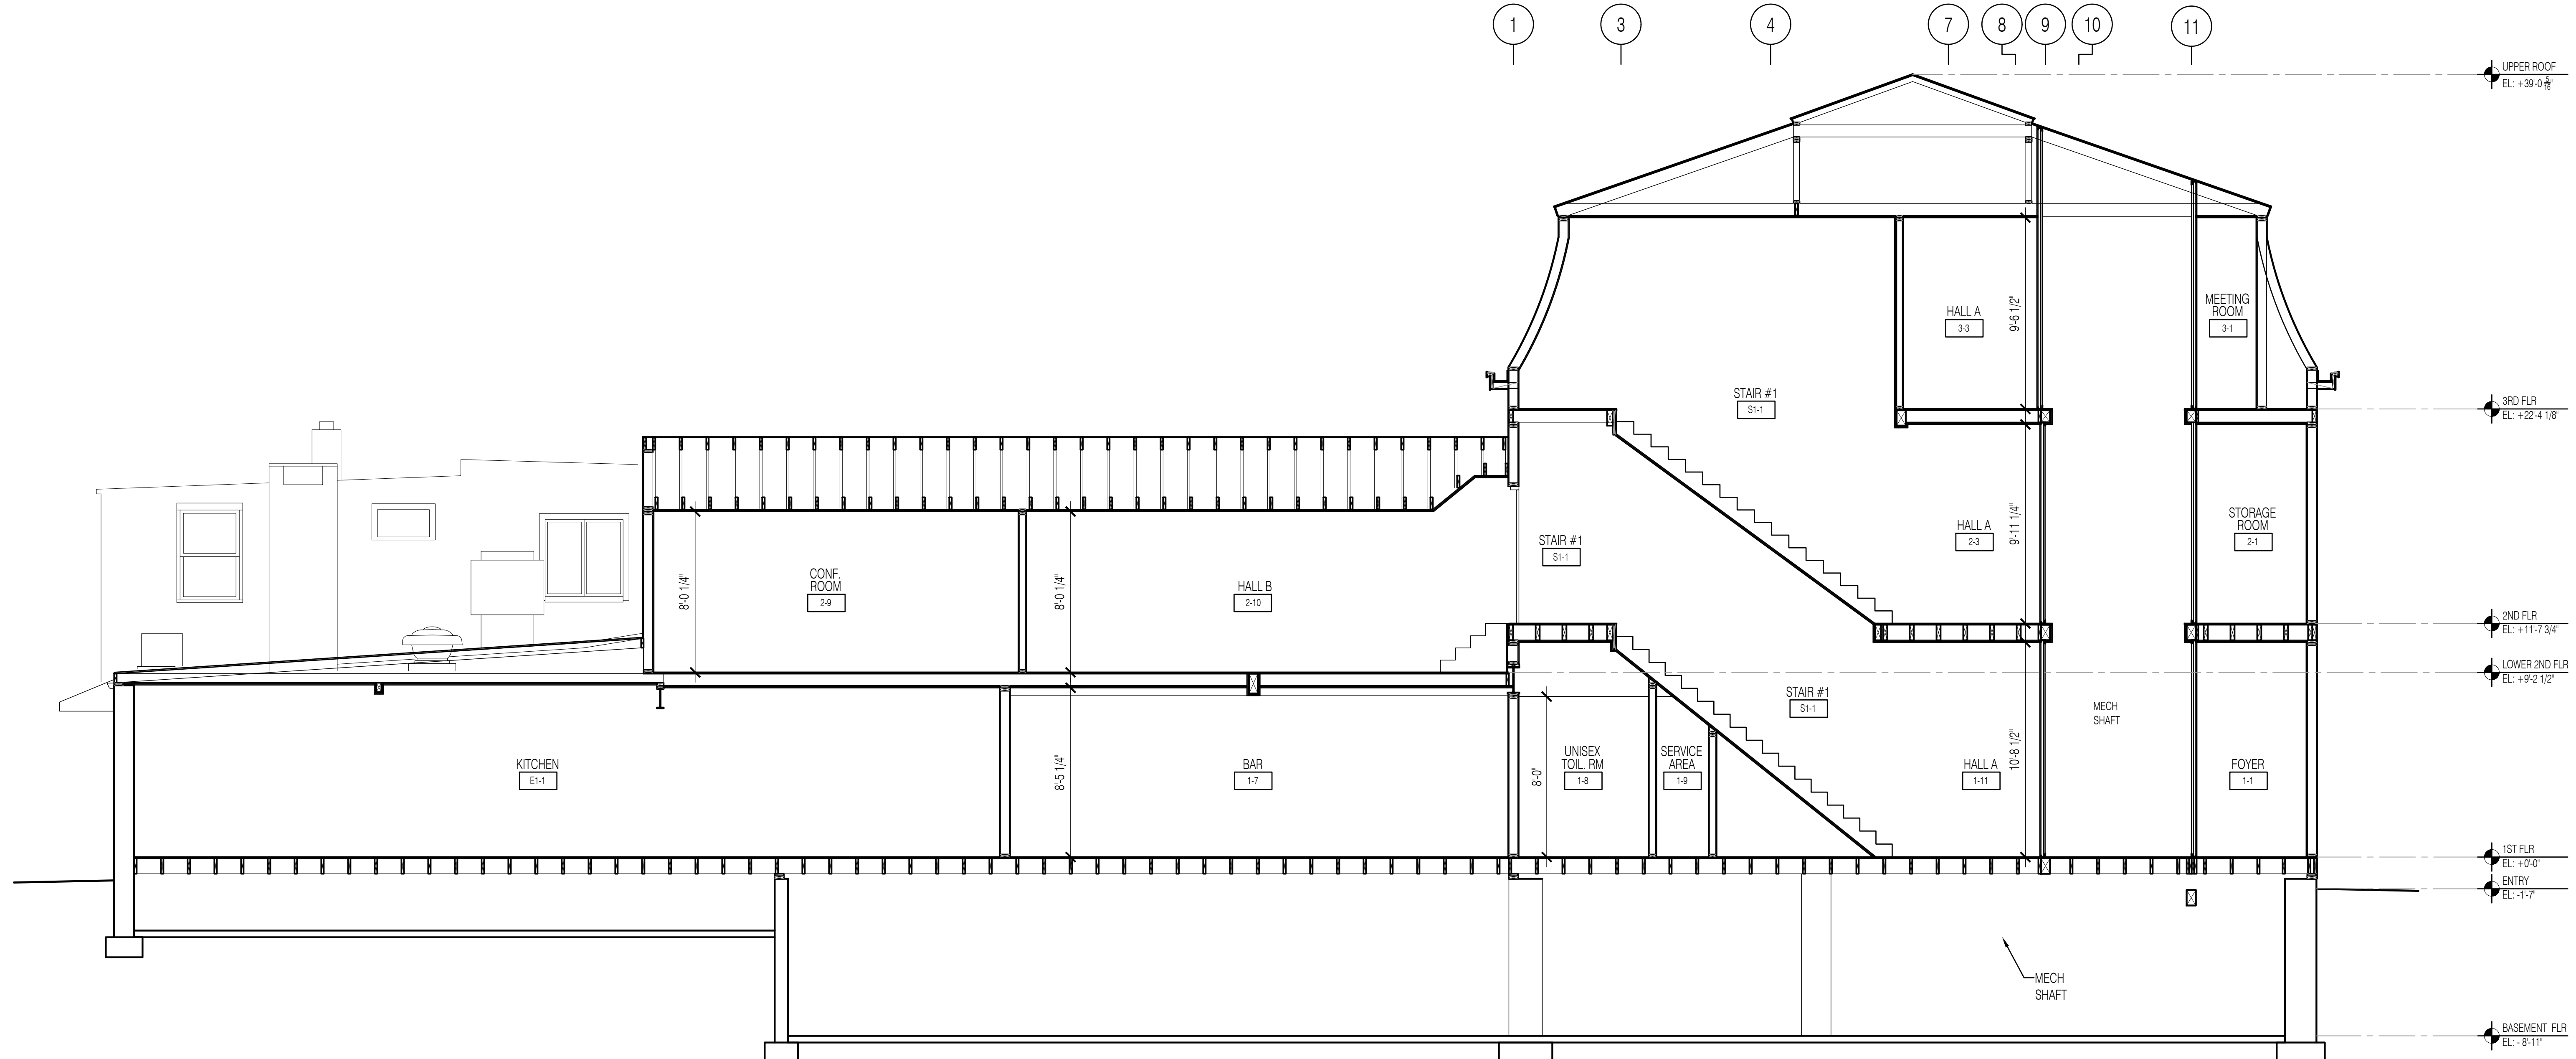 1
3
4
7
8
9
10
11
UPPER ROOF
EL: +39'-0 5/16"
HALL A
3-3
9'-6 1/2"
MEETING
ROOM
3-1
STAIR #1
S1-1
3RD FLR
EL: +22'-4 1/8"
CONF.
ROOM
2-9
8'-0 1/4"
8'-0 1/4"
HALL B
2-10
STAIR #1
S1-1
HALL A
2-3
9'-11 1/4"
STORAGE
ROOM
2-1
2ND FLR
EL: +11'-7 3/4"
LOWER 2ND FLR
EL: +9'-2 1/2"
KITCHEN
E1-1
8'-5 1/4"
BAR
1-7
8'-0"
UNISEX
TOIL. RM
1-8
SERVICE
AREA
1-9
STAIR #1
S1-1
HALL A
1-11
10'-8 1/2"
MECH
SHAFT
FOYER
1-1
1ST FLR
EL: +0'-0"
ENTRY
EL: -1'-7"
MECH
SHAFT
BASEMENT FLR
EL: - 8'-11"